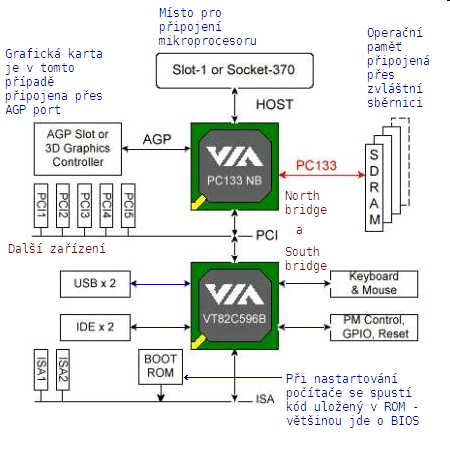 Místo pro
připojení
mikroprocesoru
Operační
paměť
připojená
přes
zvláštní
sběrnici
Grafická karta
je v tomto
případě
připojena přes
AGP port
Slot-1 or Socket-370
HOST
AGP Slot or
3D Graphics
Controller
AGP
VIA
PC133 NB
PC133
SDRAM
PCI1
PCI2
PCI3
PCI4
PCI5
North
bridge
a
South
bridge
PCI
Další zařízení
USB x 2
IDE x 2
VIA
VT82C596B
Keyboard
& Mouse
PM Control,
GPIO, Reset
ISA1
ISA2
BOOT
ROM
ISA
Při nastartování
počítače se spustí
kód uložený v ROM -
většinou jde o BIOS